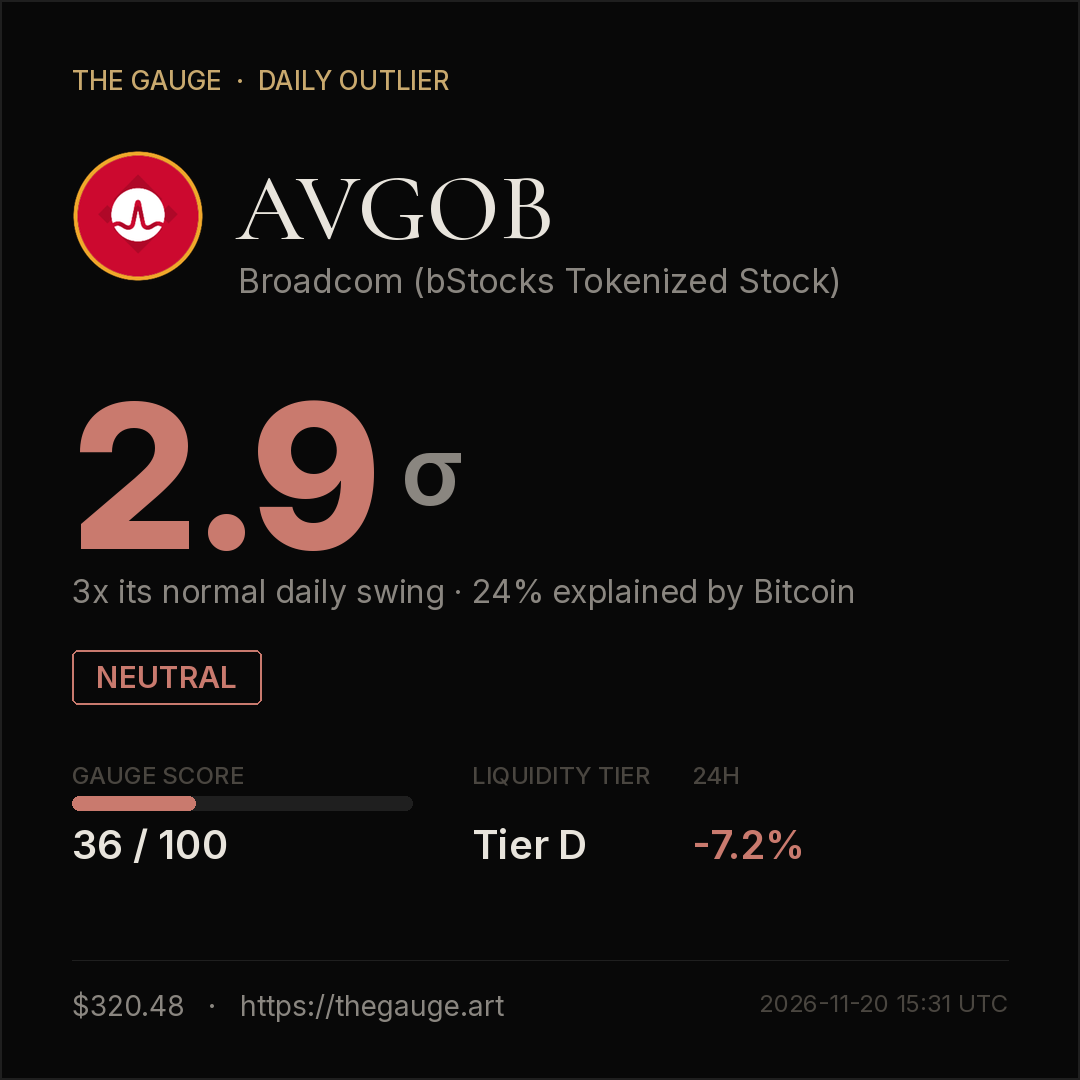 THE GAUGE · DAILY OUTLIER
AVGOB
Broadcom (bStocks Tokenized Stock)
2.9 σ
3x its normal daily swing · 24% explained by Bitcoin
NEUTRAL
GAUGE SCORE LIQUIDITY TIER 24H
36 / 100 Tier D -7.2%
$320.48 · https://thegauge.art 2026-11-20 15:31 UTC